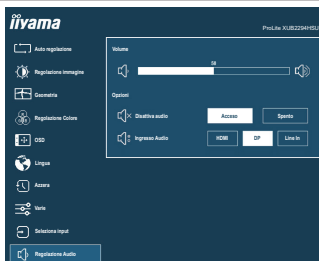 iiyama
ProLite XUB2294HSU
Auto regolazione
Regolazione immagine
Geometria
Regolazione Colore
OSD
Lingua
Azzera
Varie
Seleziona input
Regolazione Audio
Volume
50
Opzioni
Disattiva audio
Acceso
Spento
Ingresso Audio
HDMI
DP
Line In